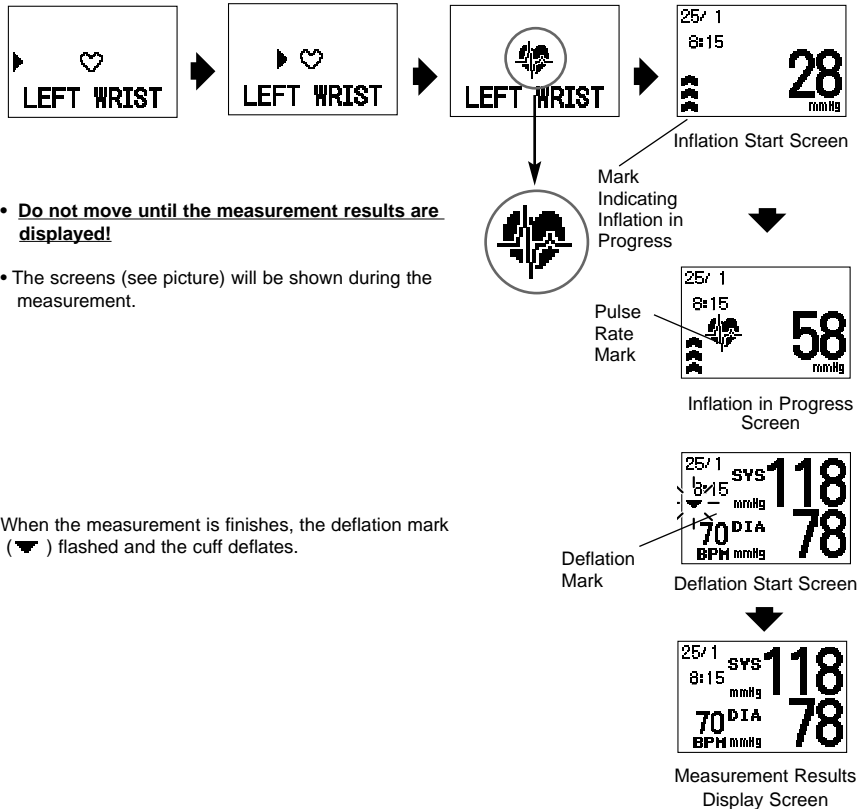 LEFT WRIST
LEFT WRIST
LEFT WRIST
25/ 1
8:15
28
mmHg
Inflation Start Screen
Mark
Indicating
Inflation in
Progress
• Do not move until the measurement results are
displayed!
• The screens (see picture) will be shown during the
measurement.
25/ 1
8:15
58
mmHg
Pulse
Rate
Mark
Inflation in Progress
Screen
25/ 1
8:15
SYS 118
mmHg
70 DIA 78
BPM mmHg
When the measurement is finishes, the deflation mark
( ) flashed and the cuff deflates.
Deflation
Mark
Deflation Start Screen
25/ 1
SYS 118
8:15
mmHg
70 DIA 78
BPM mmHg
Measurement Results
Display Screen